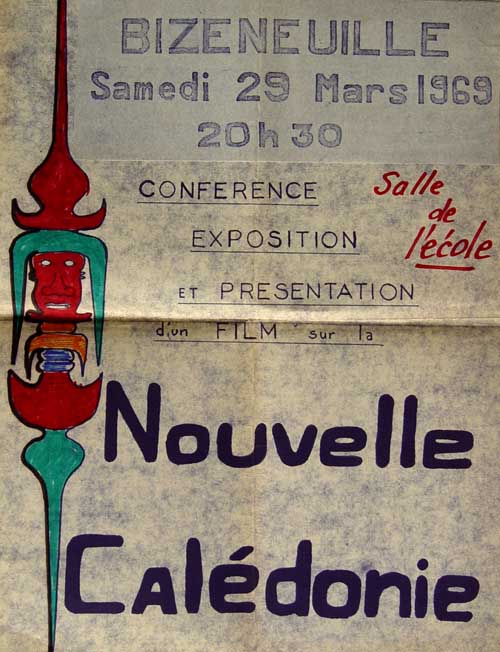 BIZENEUILLE
Samedi 29 Mars 1969
20h30
CONFERENCE
Salle
de
l'école
EXPOSITION
ET PRESENTATION
d'un FILM sur la
Nouvelle
Calédonie